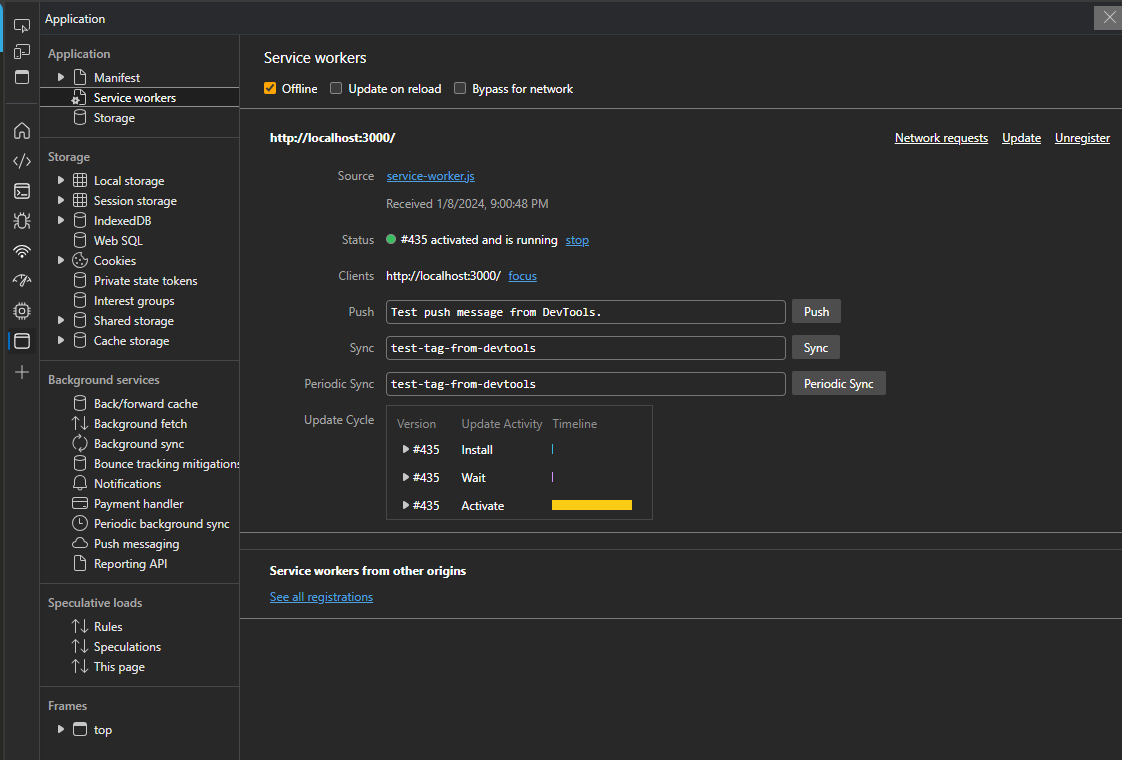 Application
Application
Manifest
Service workers
Storage
Storage
Local storage
Session storage
IndexedDB
Web SQL
Cookies
Private state tokens
Interest groups
Shared storage
Cache storage
Background services
Back/forward cache
Background fetch
Background sync
Bounce tracking mitigations
Notifications
Payment handler
Periodic background sync
Push messaging
Reporting API
Speculative loads
Rules
Speculations
This page
Frames
top
Service workers
Offline Update on reload Bypass for network
http://localhost:3000/ Network requests Update Unregister
Source service-worker.js
Received 1/8/2024, 9:00:48 PM
Status #435 activated and is running stop
Clients http://localhost:3000/ focus
Push Test push message from DevTools. Push
Sync test-tag-from-devtools Sync
Periodic Sync test-tag-from-devtools Periodic Sync
Update Cycle Version Update Activity Timeline
#435 Install
#435 Wait
#435 Activate
Service workers from other origins
See all registrations